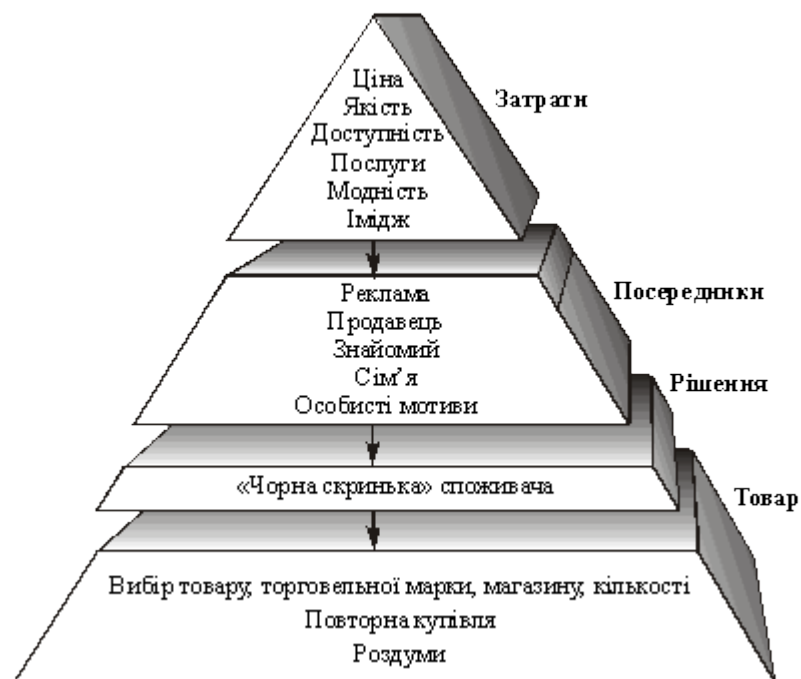 Ціна
Якість
Доступність
Послуги
Модність
Імідж
Затрати
Реклама
Продавець
Знайомий
Сім’я
Особисті мотиви
Посередники
«Чорна скринька» споживача
Рішення
Вибір товару, торговельної марки, магазину, кількості
Повторна купівля
Роздуми
Товар